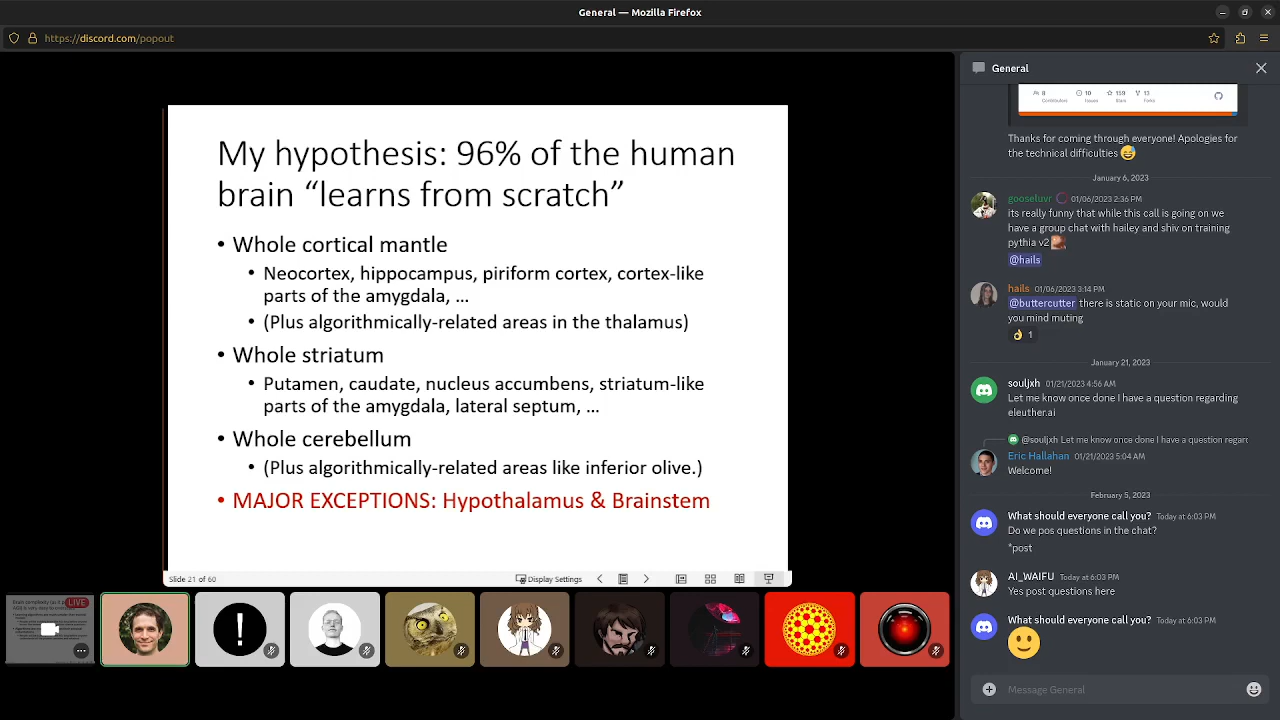 General — Mozilla Firefox
https://discord.com/popout
My hypothesis: 96% of the human
brain “learns from scratch”
• Whole cortical mantle
• Neocortex, hippocampus, piriform cortex, cortex-like
parts of the amygdala, ...
• (Plus algorithmically-related areas in the thalamus)
• Whole striatum
• Putamen, caudate, nucleus accumbens, striatum-like
parts of the amygdala, lateral septum, ...
• Whole cerebellum
• (Plus algorithmically-related areas like inferior olive.)
• MAJOR EXCEPTIONS: Hypothalamus & Brainstem
Slide 21 of 60
Display Settings
LIVE
!
General
8 10 159 13
Contributors Issues Stars Forks
Thanks for coming through everyone! Apologies for
the technical difficulties 😅
January 6, 2023
gooseluvr 01/06/2023 2:36 PM
its really funny that while this call is going on we
have a group chat with hailey and shiv on training
pythia v2
@hails
hails 01/06/2023 3:14 PM
@buttercutter there is static on your mic, would
you mind muting
👌 1
January 21, 2023
souljxh 01/21/2023 4:56 AM
Let me know once done I have a question regarding
eleuther.ai
@souljxh Let me know once done I have a question regart
Eric Hallahan 01/21/2023 5:04 AM
Welcome!
February 5, 2023
What should everyone call you? Today at 6:03 PM
Do we pos questions in the chat?
*post
AI_WAIFU Today at 6:03 PM
Yes post questions here
What should everyone call you? Today at 6:03 PM
🙂
Message General